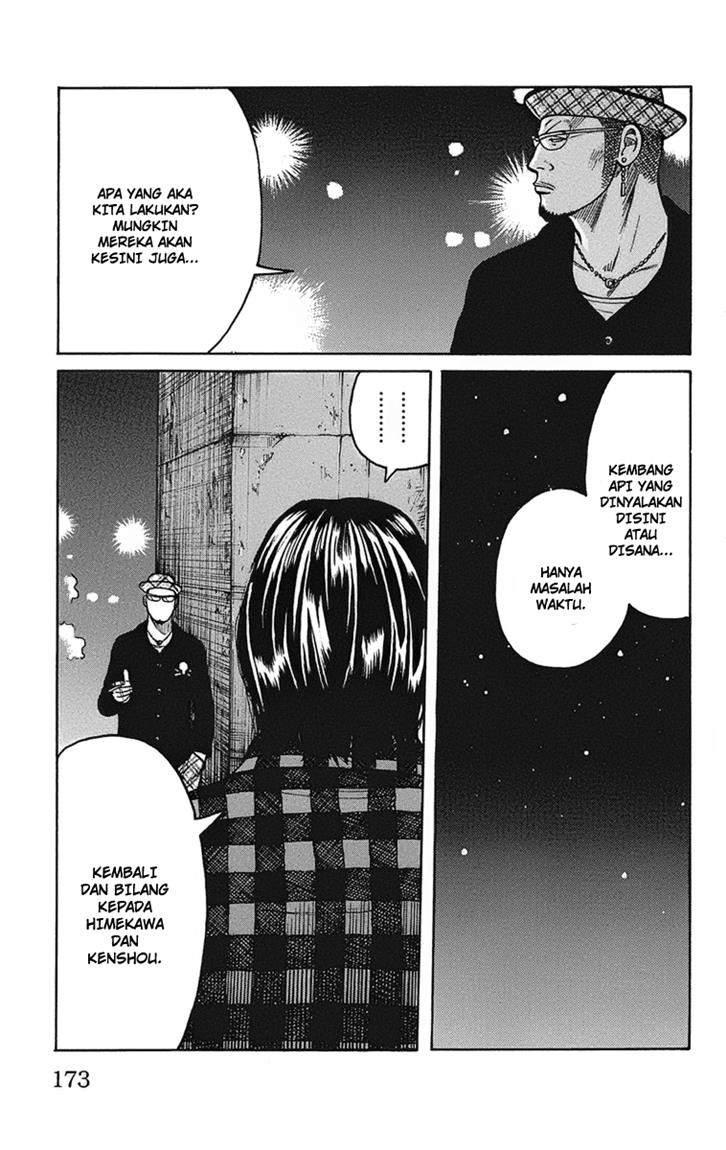 APA YANG AKA
KITA LAKUKAN?
MUNGKIN
MEREKA AKAN
KESINI JUGA...
KEMBANG
API YANG
DINYALAKAN
DISINI
ATAU
DISANA...
HANYA
MASALAH
WAKTU.
............
KEMBALI
DAN BILANG
KEPADA
HIMEKAWA
DAN
KENSHOU.
173